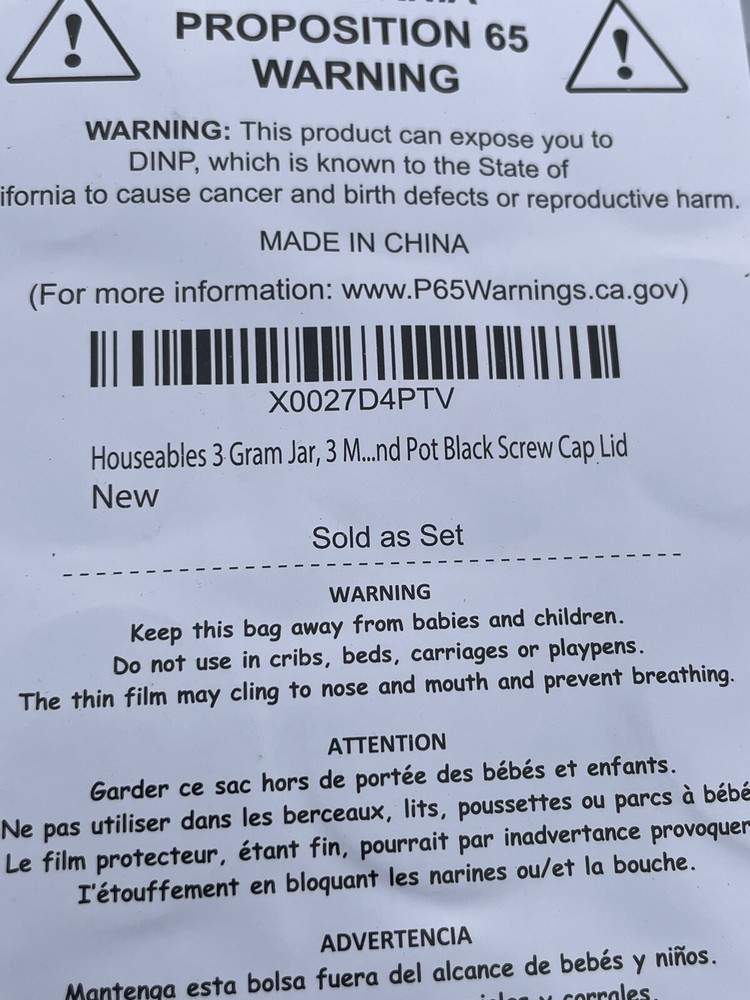 PROPOSITION 65
WARNING
WARNING: This product can expose you to
DINP, which is known to the State of
ifornia to cause cancer and birth defects or reproductive harm.
MADE IN CHINA
(For more information: www.P65Warnings.ca.gov)
X0027D4PTV
Houseables 3 Gram Jar, 3 M...nd Pot Black Screw Cap Lid
New
Sold as Set
WARNING
Keep this bag away from babies and children.
Do not use in cribs, beds, carriages or playpens.
The thin film may cling to nose and mouth and prevent breathing.
ATTENTION
Garder ce sac hors de portée des bébés et enfants.
Ne pas utiliser dans les berceaux, lits, poussettes ou parcs à bébé
Le film protecteur, étant fin, pourrait par inadvertance provoquer
I'étouffement en bloquant les narines ou/et la bouche.
ADVERTENCIA
Mantenga esta bolsa fuera del alcance de bebés y niños.
y corrales.